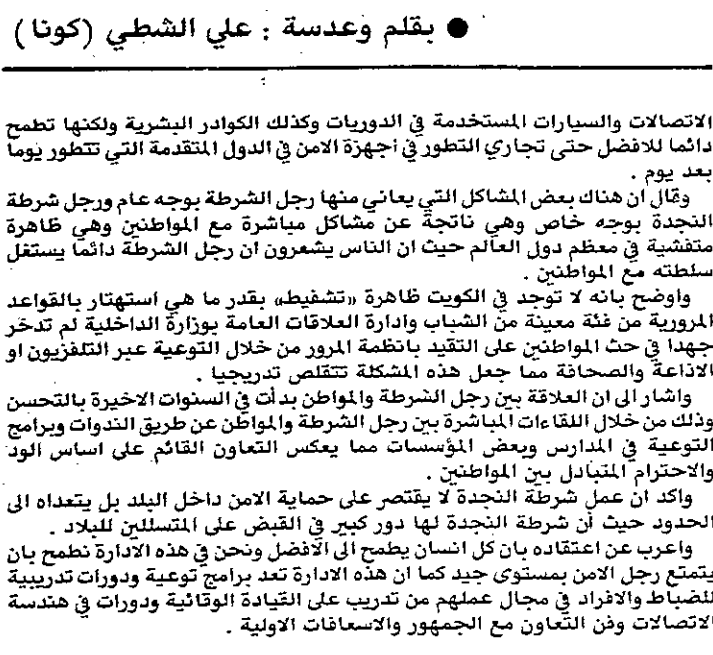 ● بقلم وعدسة : علي الشطي (كونا)
الاتصالات والسيارات المستخدمة في الدوريات وكذلك الكوادر البشرية ولكنها تطمح
دائما للافضل حتى تجاري التطور في اجهزة الامن في الدول المتقدمة التي تتطور يوما
بعد يوم .
وقال ان هناك بعض المشاكل التي يعاني منها رجل الشرطة بوجه عام ورجل شرطة
النجدة بوجه خاص وهي ناتجة عن مشاكل مباشرة مع المواطنين وهي ظاهرة
متفشية في معظم دول العالم حيث ان الناس يشعرون ان رجل الشرطة دائما يستغل
سلطته مع المواطنين .
واوضح بانه لا توجد في الكويت ظاهرة «تشفيط» بقدر ما هي استهتار بالقواعد
المرورية من فئة معينة من الشباب وادارة العلاقات العامة بوزارة الداخلية لم تدخر
جهدا في حث المواطنين على التقيد بانظمة المرور من خلال التوعية عبر التلفزيون او
الاذاعة والصحافة مما جعل هذه المشكلة تتقلص تدريجيا .
واشار الى ان العلاقة بين رجل الشرطة والمواطن بدأت في السنوات الاخيرة بالتحسن
وذلك من خلال اللقاءات المباشرة بين رجل الشرطة والمواطن عن طريق الندوات وبرامج
التوعية في المدارس وبعض المؤسسات مما يعكس التعاون القائم على اساس الود
والاحترام المتبادل بين المواطنين .
واكد ان عمل شرطة النجدة لا يقتصر على حماية الامن داخل البلد بل يتعداه الى
الحدود حيث أن شرطة النجدة لها دور كبير في القبض على المتسللين للبلاد .
واعرب عن اعتقاده بان كل انسان يطمح الى الافضل ونحن في هذه الادارة نطمح بان
يتمتع رجل الامن بمستوى جيد كما ان هذه الادارة تعد برامج توعية ودورات تدريبية
للضباط والافراد في مجال عملهم من تدريب على القيادة الوقائية ودورات في هندسة
الاتصالات وفن التعاون مع الجمهور والاسعافات الاولية .